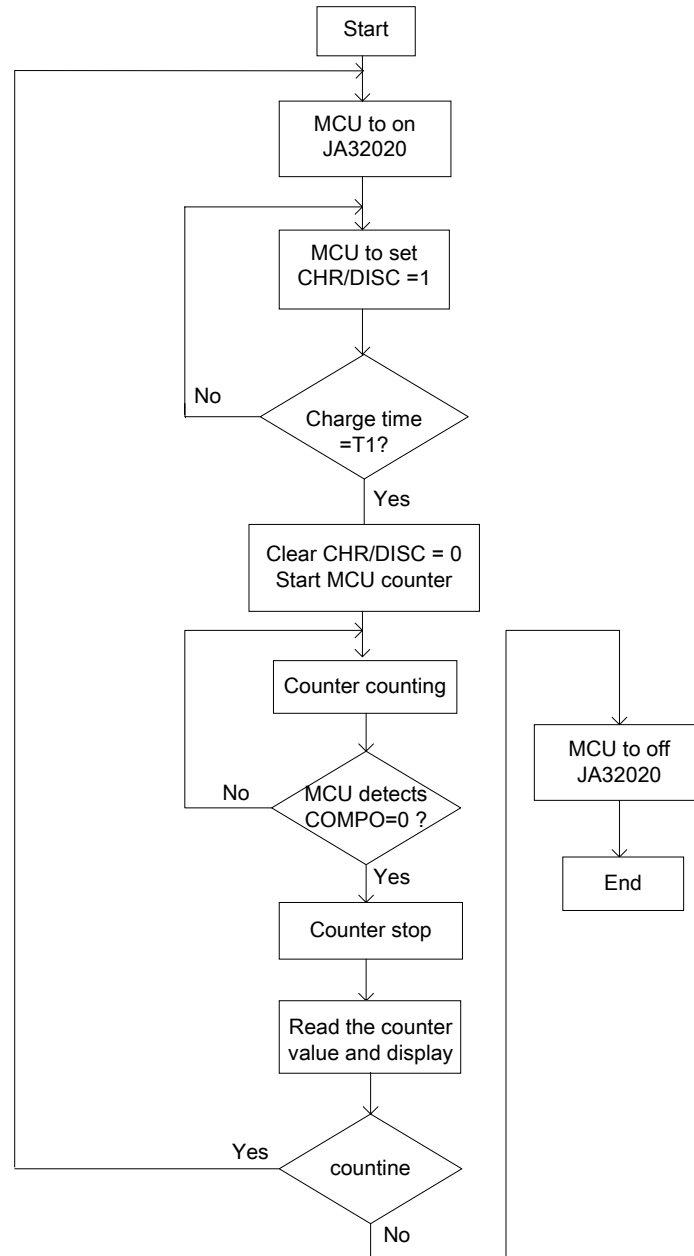 Start
MCU to on
JA32020
MCU to set
CHR/DISC =1
No
Charge time
=T1?
Yes
Clear CHR/DISC = 0
Start MCU counter
Counter counting
No
MCU detects
COMPO=0 ?
Yes
Counter stop
Read the counter
value and display
Yes
countine
No
MCU to off
JA32020
End